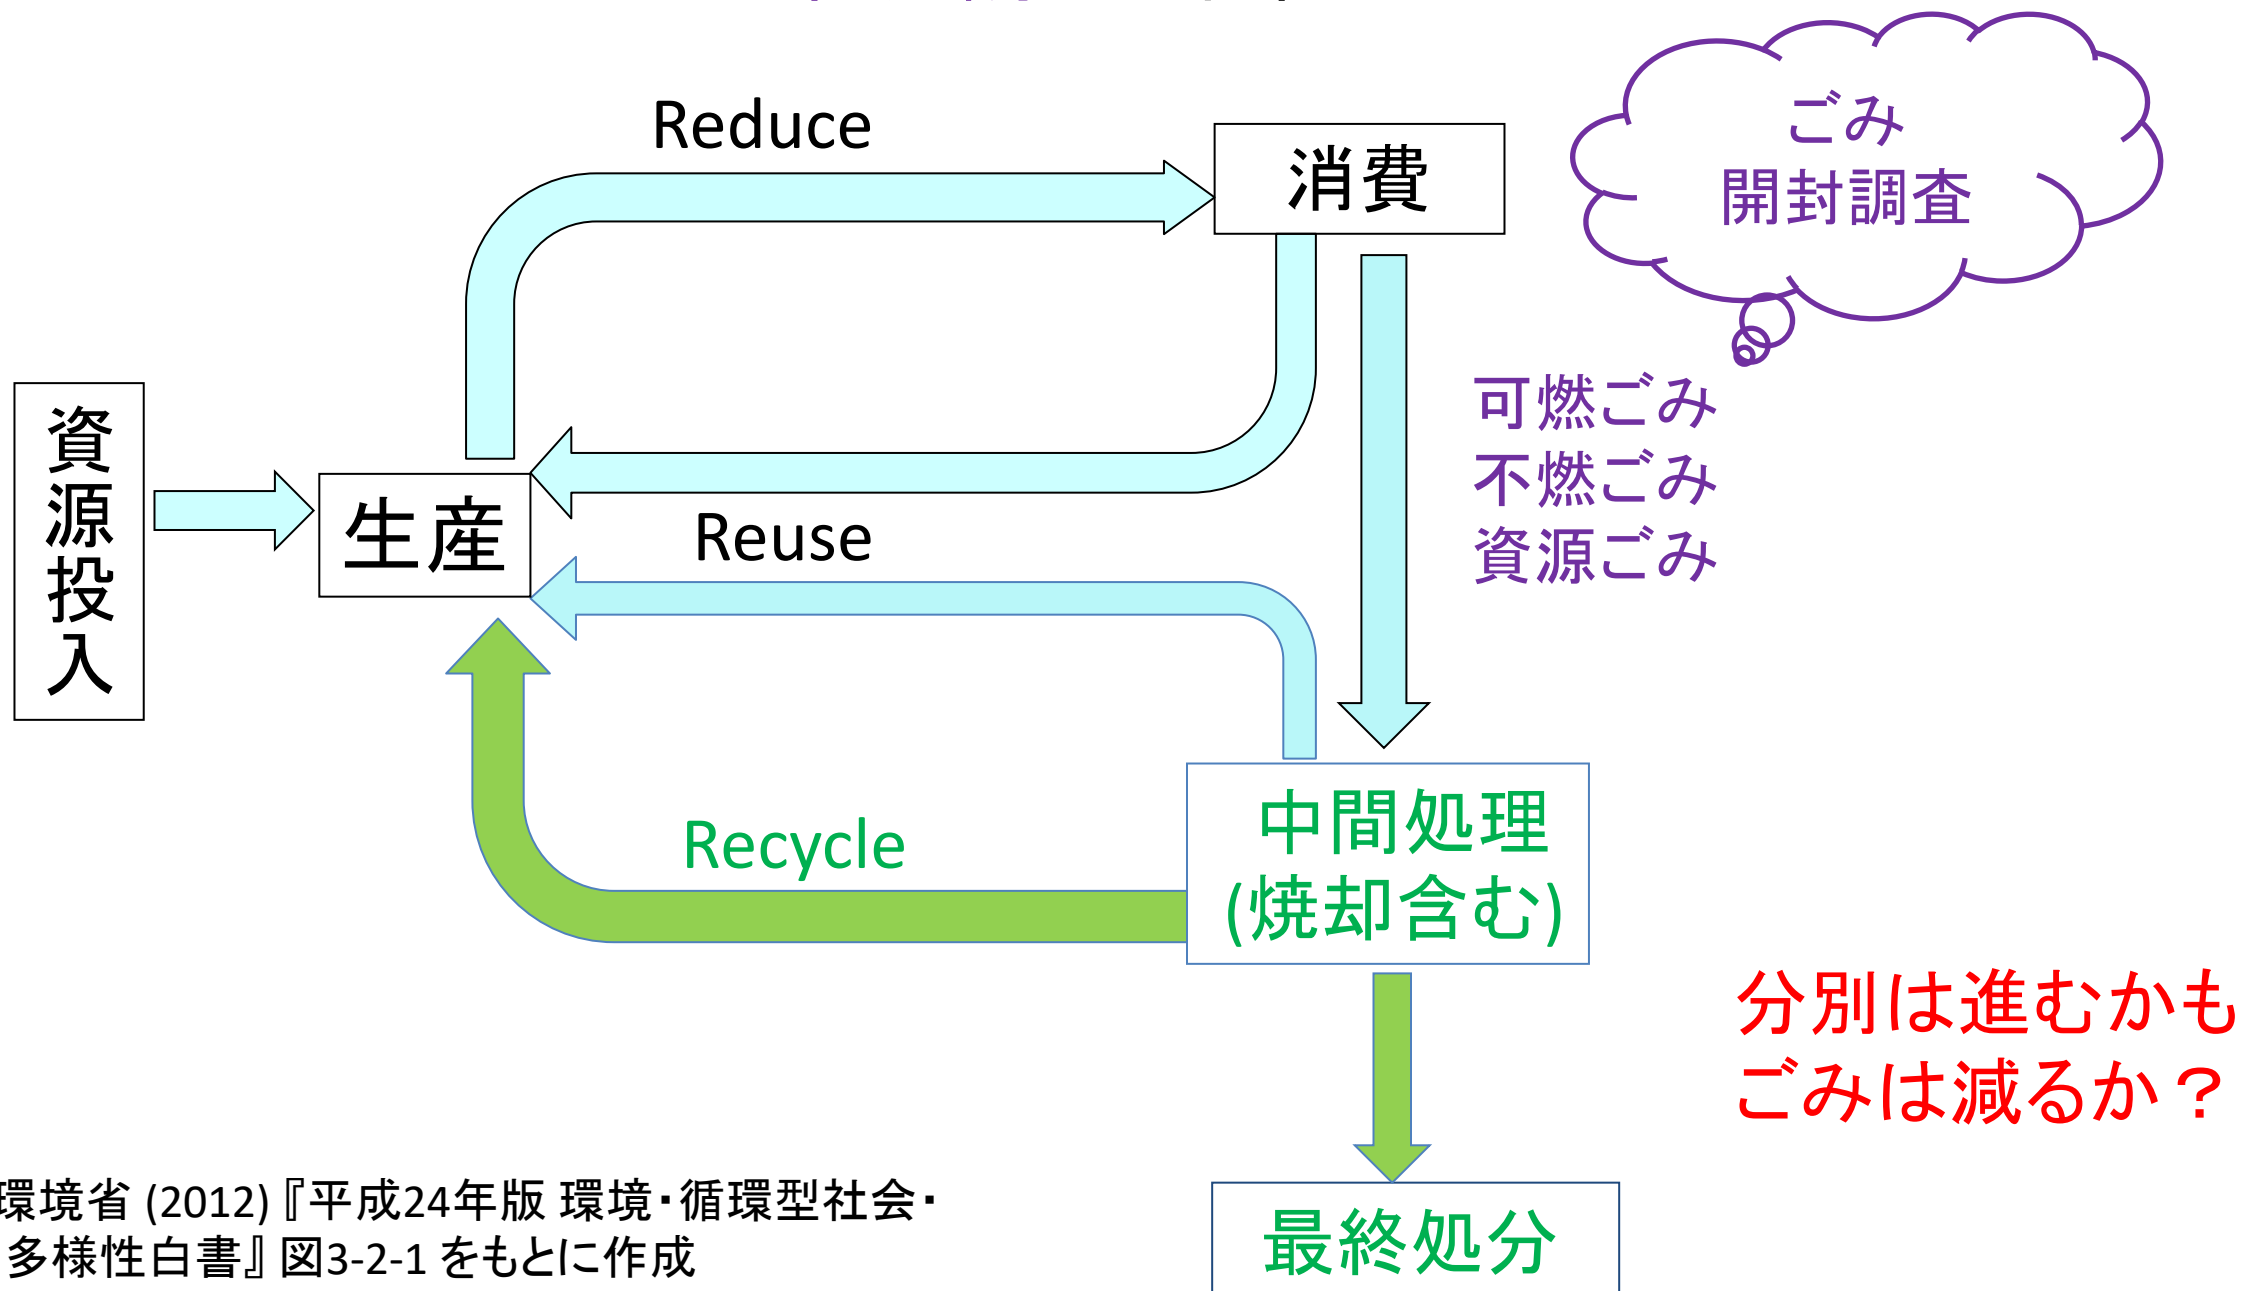 Reduce
消費
ごみ
開封調査
資源投入
生産
Reuse
可燃ごみ
不燃ごみ
資源ごみ
Recycle
中間処理
(焼却含む)
分別は進むかも
ごみは減るか？
最終処分
環境省 (2012)『平成24年版 環境・循環型社会・
多様性白書』 図3-2-1 をもとに作成